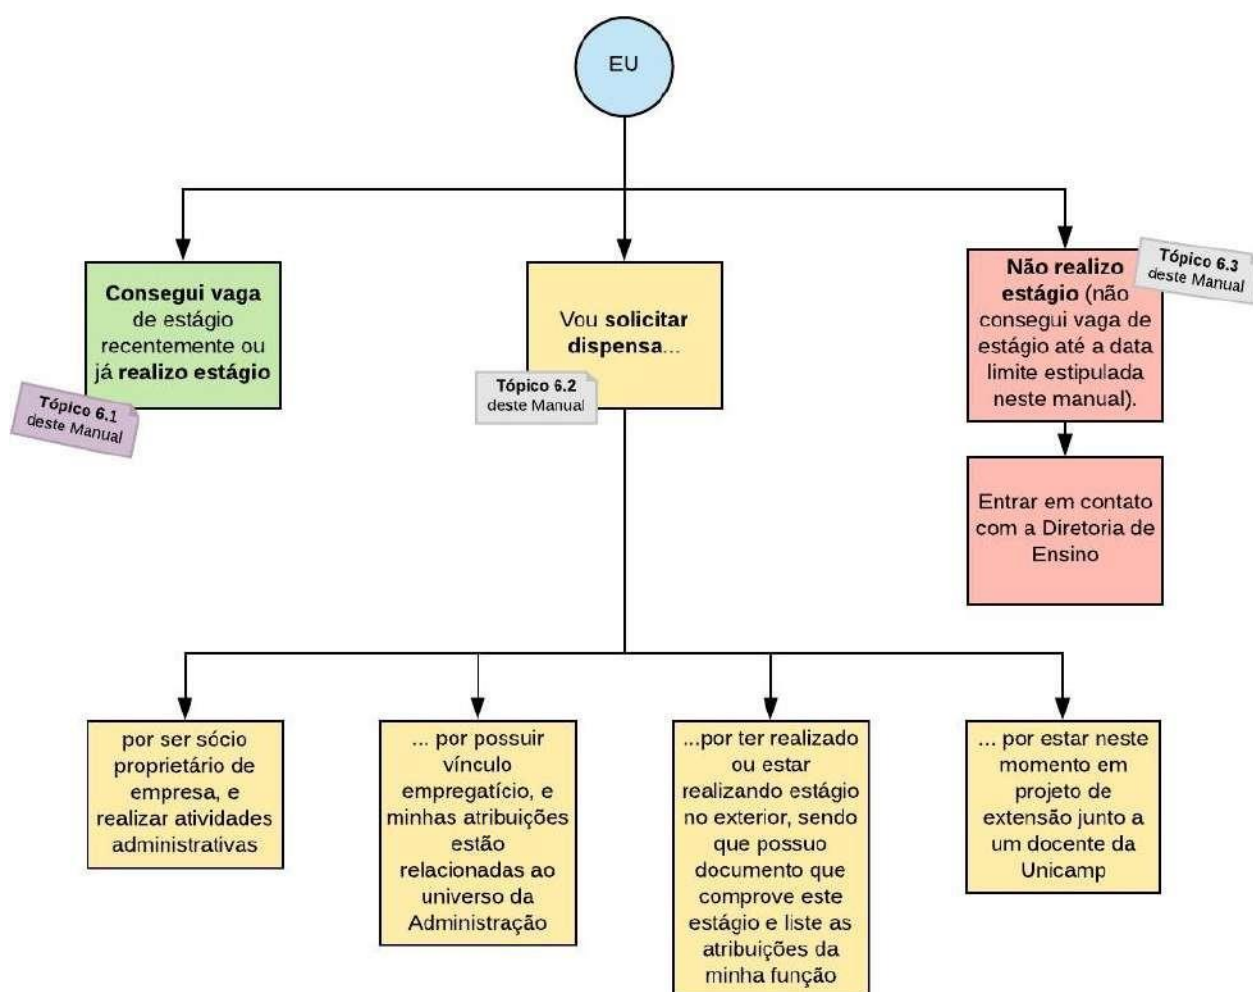 EU
Consegui vaga
de estágio
recentemente ou
já realizo estágio
Tópico 6.1
deste Manual
Vou solicitar
dispensa...
Tópico 6.2
deste Manual
Não realizo
estágio (não
consegui vaga de
estágio até a data
limite estipulada
neste manual).
Tópico 6.3
deste Manual
Entrar em contato
com a Diretoria de
Ensino
por ser sócio
proprietário de
empresa, e
realizar atividades
administrativas
... por possuir
vínculo
empregatício, e
minhas atribuições
estão
relacionadas ao
universo da
Administração
...por ter realizado
ou estar
realizando estágio
no exterior, sendo
que possuo
documento que
comprove este
estágio e liste as
atribuições da
minha função
... por estar neste
momento em
projeto de
extensão junto a
um docente da
Unicamp